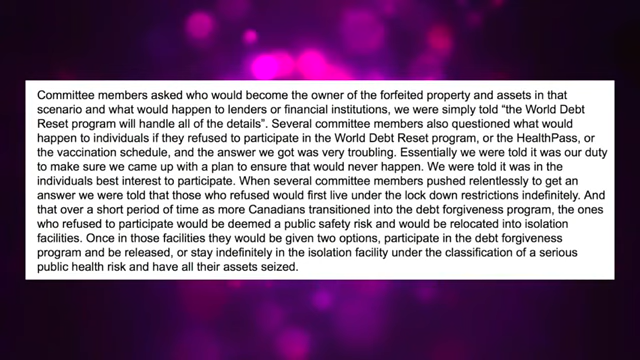 Committee members asked who would become the owner of the forfeited property and assets in that
scenario and what would happen to lenders or financial institutions, we were simply told “the World Debt
Reset program will handle all of the details”. Several committee members also questioned what would
happen to individuals if they refused to participate in the World Debt Reset program, or the HealthPass, or
the vaccination schedule, and the answer we got was very troubling. Essentially we were told it was our duty
to make sure we came up with a plan to ensure that would never happen. We were told it was in the
individuals best interest to participate. When several committee members pushed relentlessly to get an
answer we were told that those who refused would first live under the lock down restrictions indefinitely. And
that over a short period of time as more Canadians transitioned into the debt forgiveness program, the ones
who refused to participate would be deemed a public safety risk and would be relocated into isolation
facilities. Once in those facilities they would be given two options, participate in the debt forgiveness
program and be released, or stay indefinitely in the isolation facility under the classification of a serious
public health risk and have all their assets seized.